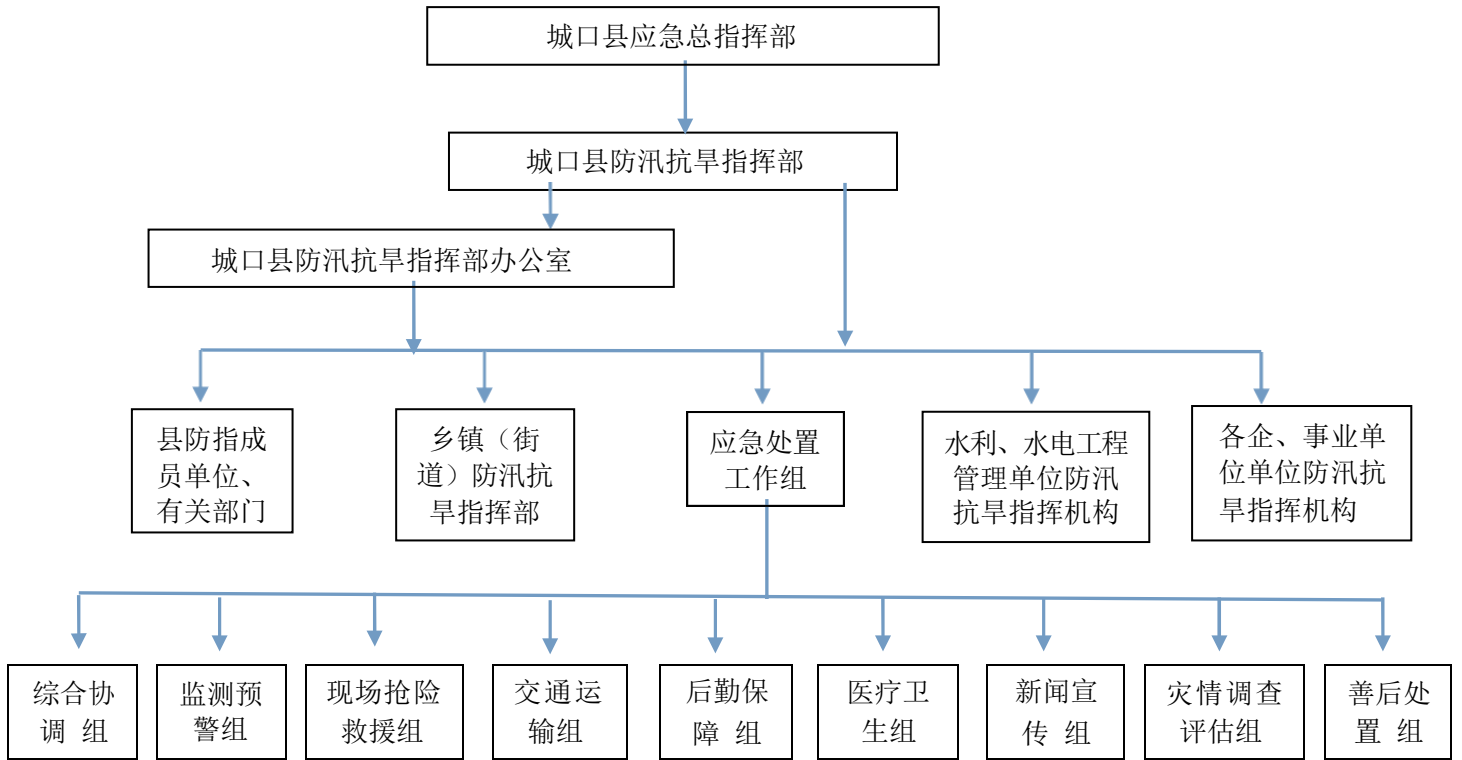 城口县应急总指挥部
城口县防汛抗旱指挥部
城口县防汛抗旱指挥部办公室
县防指成
员单位、
有关部门
乡镇（街
道）防汛抗
旱指挥部
应急处置
工作组
水利、水电工程
管理单位防汛
抗旱指挥机构
各企、事业单
位单位防汛抗
旱指挥机构
综合协
调 组
监测预
警组
现场抢险
救援组
交通运
输组
后勤保
障 组
医疗卫
生组
新闻宣
传 组
灾情调查
评估组
善后处
置 组